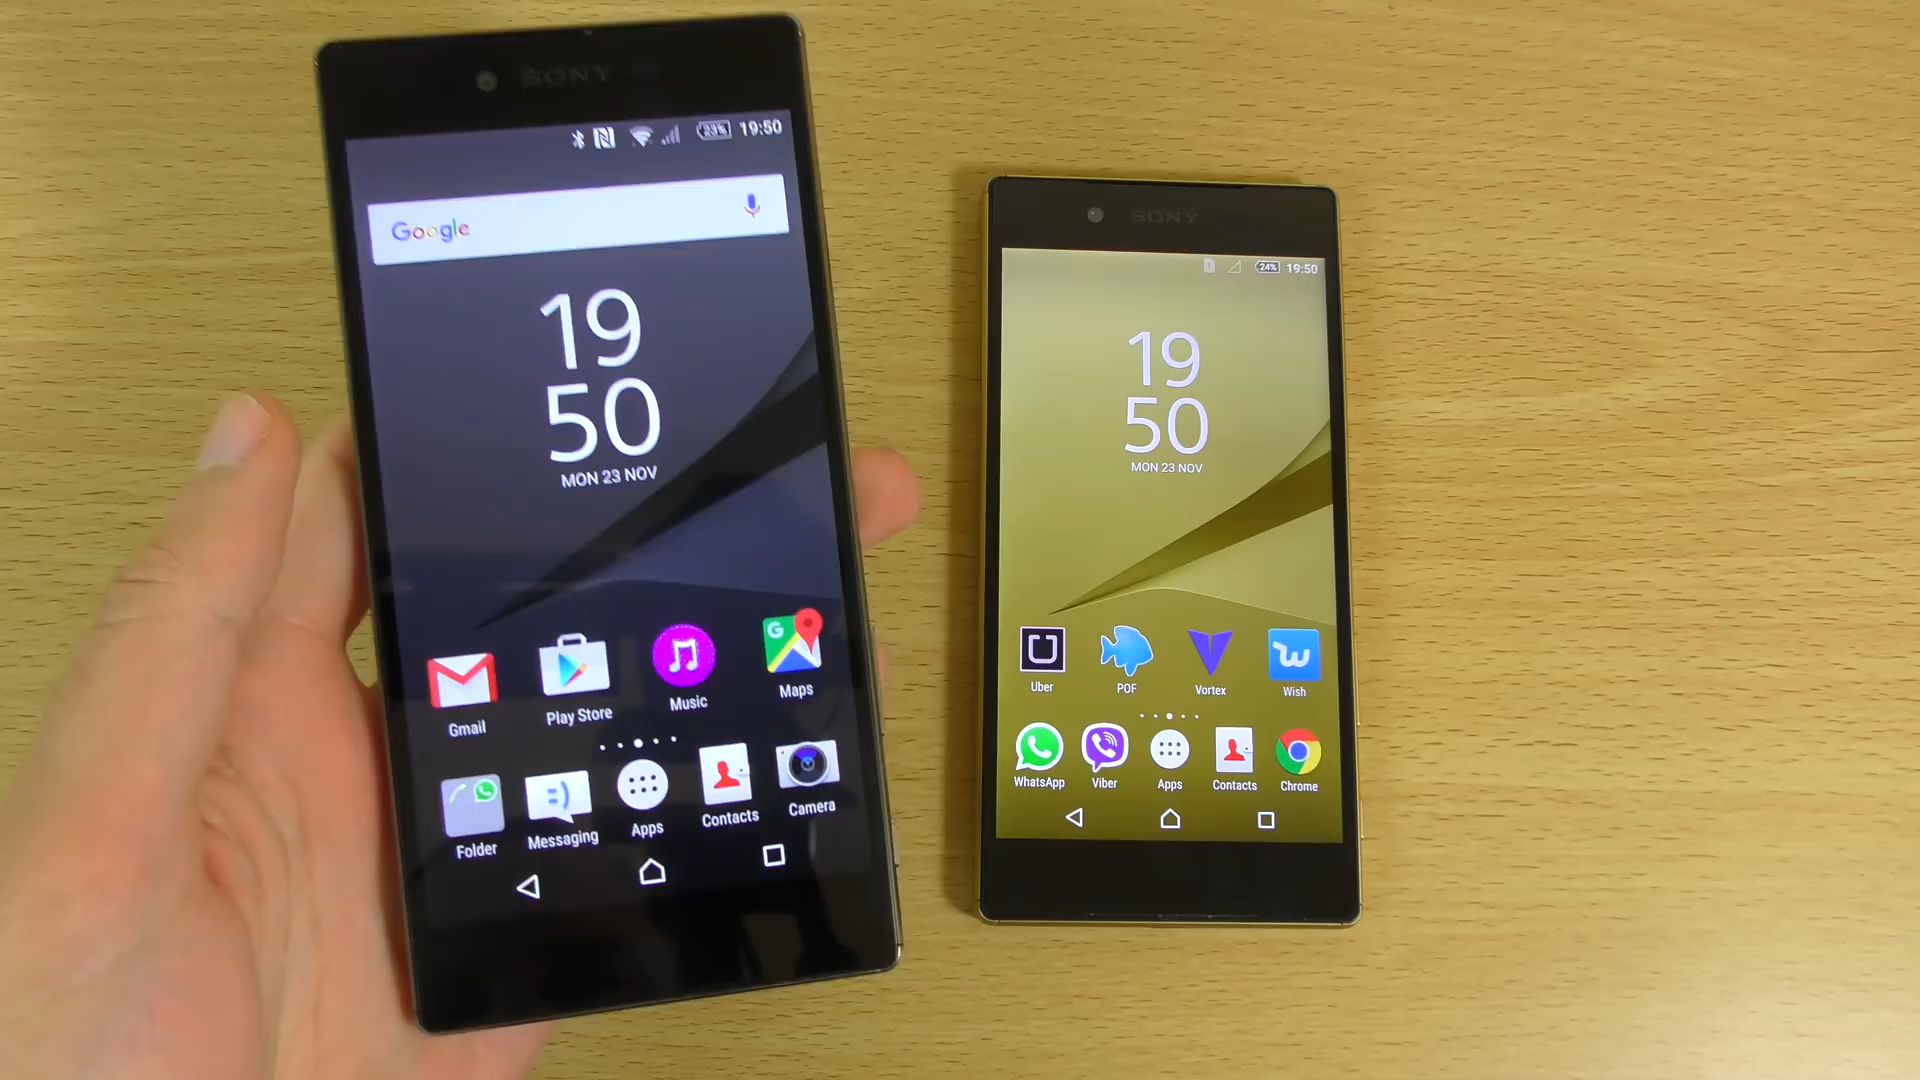 SONY
23% 19:50
Google
19
50
MON 23 NOV
Gmail
Play Store
Music
G
Maps
Folder
Messaging
Apps
Contacts
Camera
SONY
24% 19:50
19
50
MON 23 NOV
Uber
POF
Vortex
Wish
WhatsApp
Viber
Apps
Contacts
Chrome